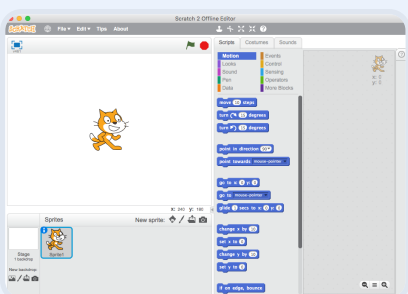 Scratch 2 Offline Editor
SCRATCH File▾ Edit▾ Tips About
Scripts Costumes Sounds
Motion Events
Looks Control
Sound Sensing
Pen Operators
Data More Blocks
x: 0
y: 0
move 10 steps
turn ↻ 15 degrees
turn ↺ 15 degrees
point in direction 90▾
point towards mouse-pointer
go to x: 0 y: 0
go to mouse-pointer
glide 1 secs to x: 0 y: 0
change x by 10
set x to 0
change y by 10
set y to 0
if on edge, bounce
x: 240 y: 180
Sprites New sprite:
Stage
1 backdrop
Sprite1
New backdrop